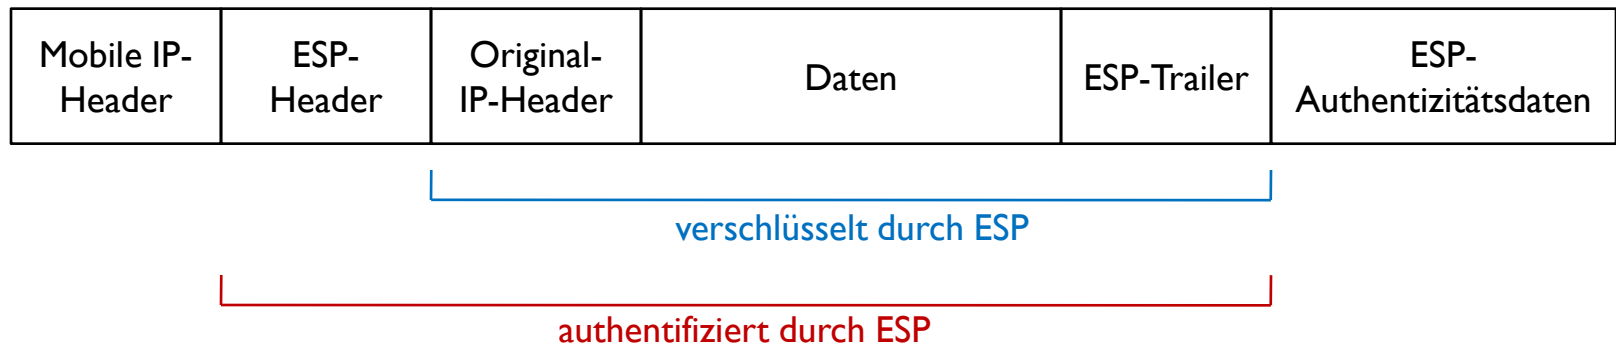 Mobile IP-
Header
ESP-
Header
Original-
IP-Header
Daten
ESP-Trailer
ESP-
Authentizitätsdaten
verschlüsselt durch ESP
authentifiziert durch ESP